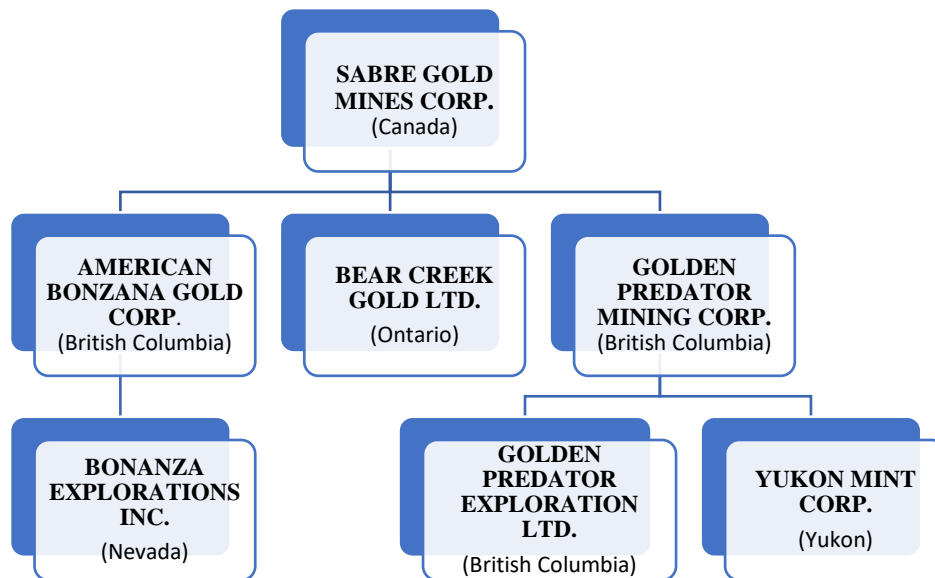 SABRE GOLD
MINES CORP.
(Canada)
AMERICAN
BONZANA GOLD
CORP.
(British Columbia)
BEAR CREEK
GOLD LTD.
(Ontario)
GOLDEN
PREDATOR
MINING CORP.
(British Columbia)
BONANZA
EXPLORATIONS
INC.
(Nevada)
GOLDEN
PREDATOR
EXPLORATION
LTD.
(British Columbia)
YUKON MINT
CORP.
(Yukon)